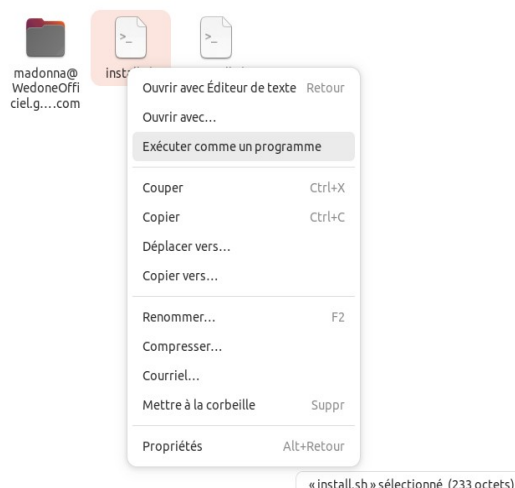 madonna@
WedoneOffi
ciel.g.…com
Ouvrir avec Éditeur de texte Retour
Ouvrir avec…
Exécuter comme un programme
Couper Ctrl+X
Copier Ctrl+C
Déplacer vers…
Copier vers…
Renommer… F2
Compresser…
Courriel…
Mettre à la corbeille Suppr
Propriétés Alt+Retour
« install.sh » sélectionné (233 octets)